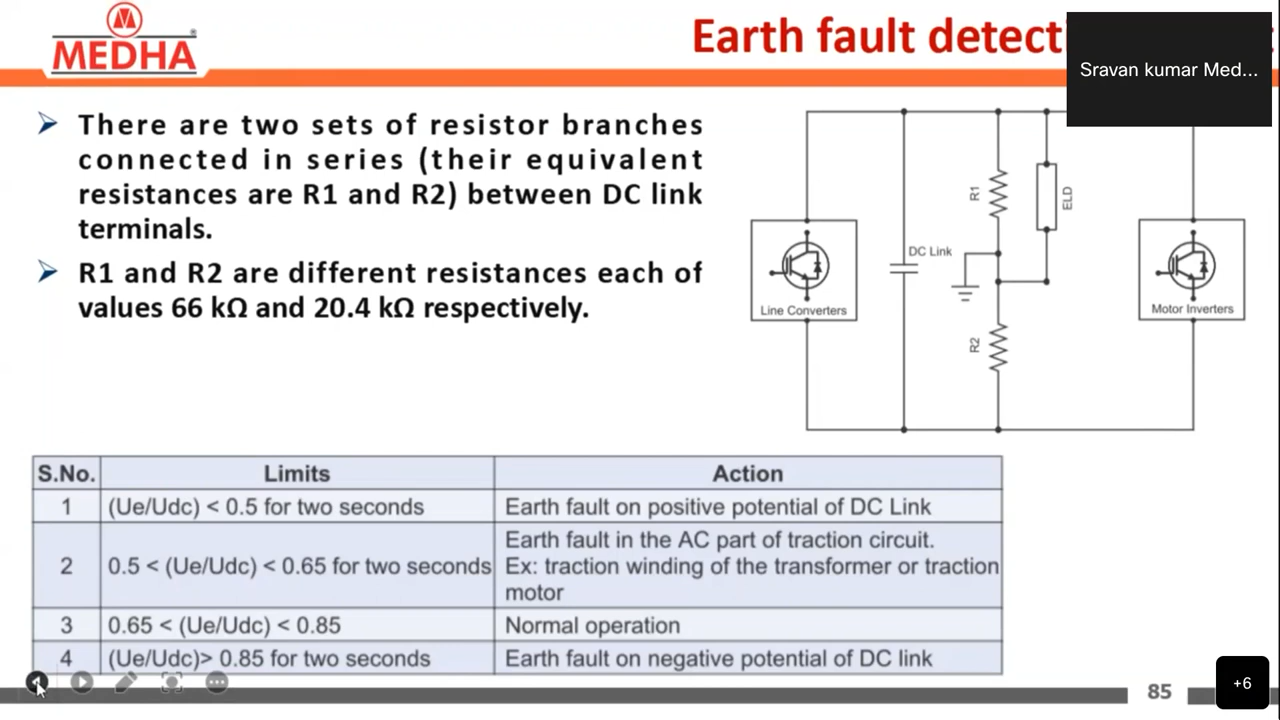 MEDHA
®
Earth fault detecti
Sravan kumar Med...
➢ There are two sets of resistor branches
connected in series (their equivalent
resistances are R1 and R2) between DC link
terminals.
➢ R1 and R2 are different resistances each of
values 66 kΩ and 20.4 kΩ respectively.
R1
ELD
DC Link
Line Converters
Motor Inverters
R2
S.No. Limits Action
1 (Ue/Udc) < 0.5 for two seconds Earth fault on positive potential of DC Link
2 0.5 < (Ue/Udc) < 0.65 for two seconds Earth fault in the AC part of traction circuit.
Ex: traction winding of the transformer or traction
motor
3 0.65 < (Ue/Udc) < 0.85 Normal operation
4 (Ue/Udc)> 0.85 for two seconds Earth fault on negative potential of DC link
85
+6